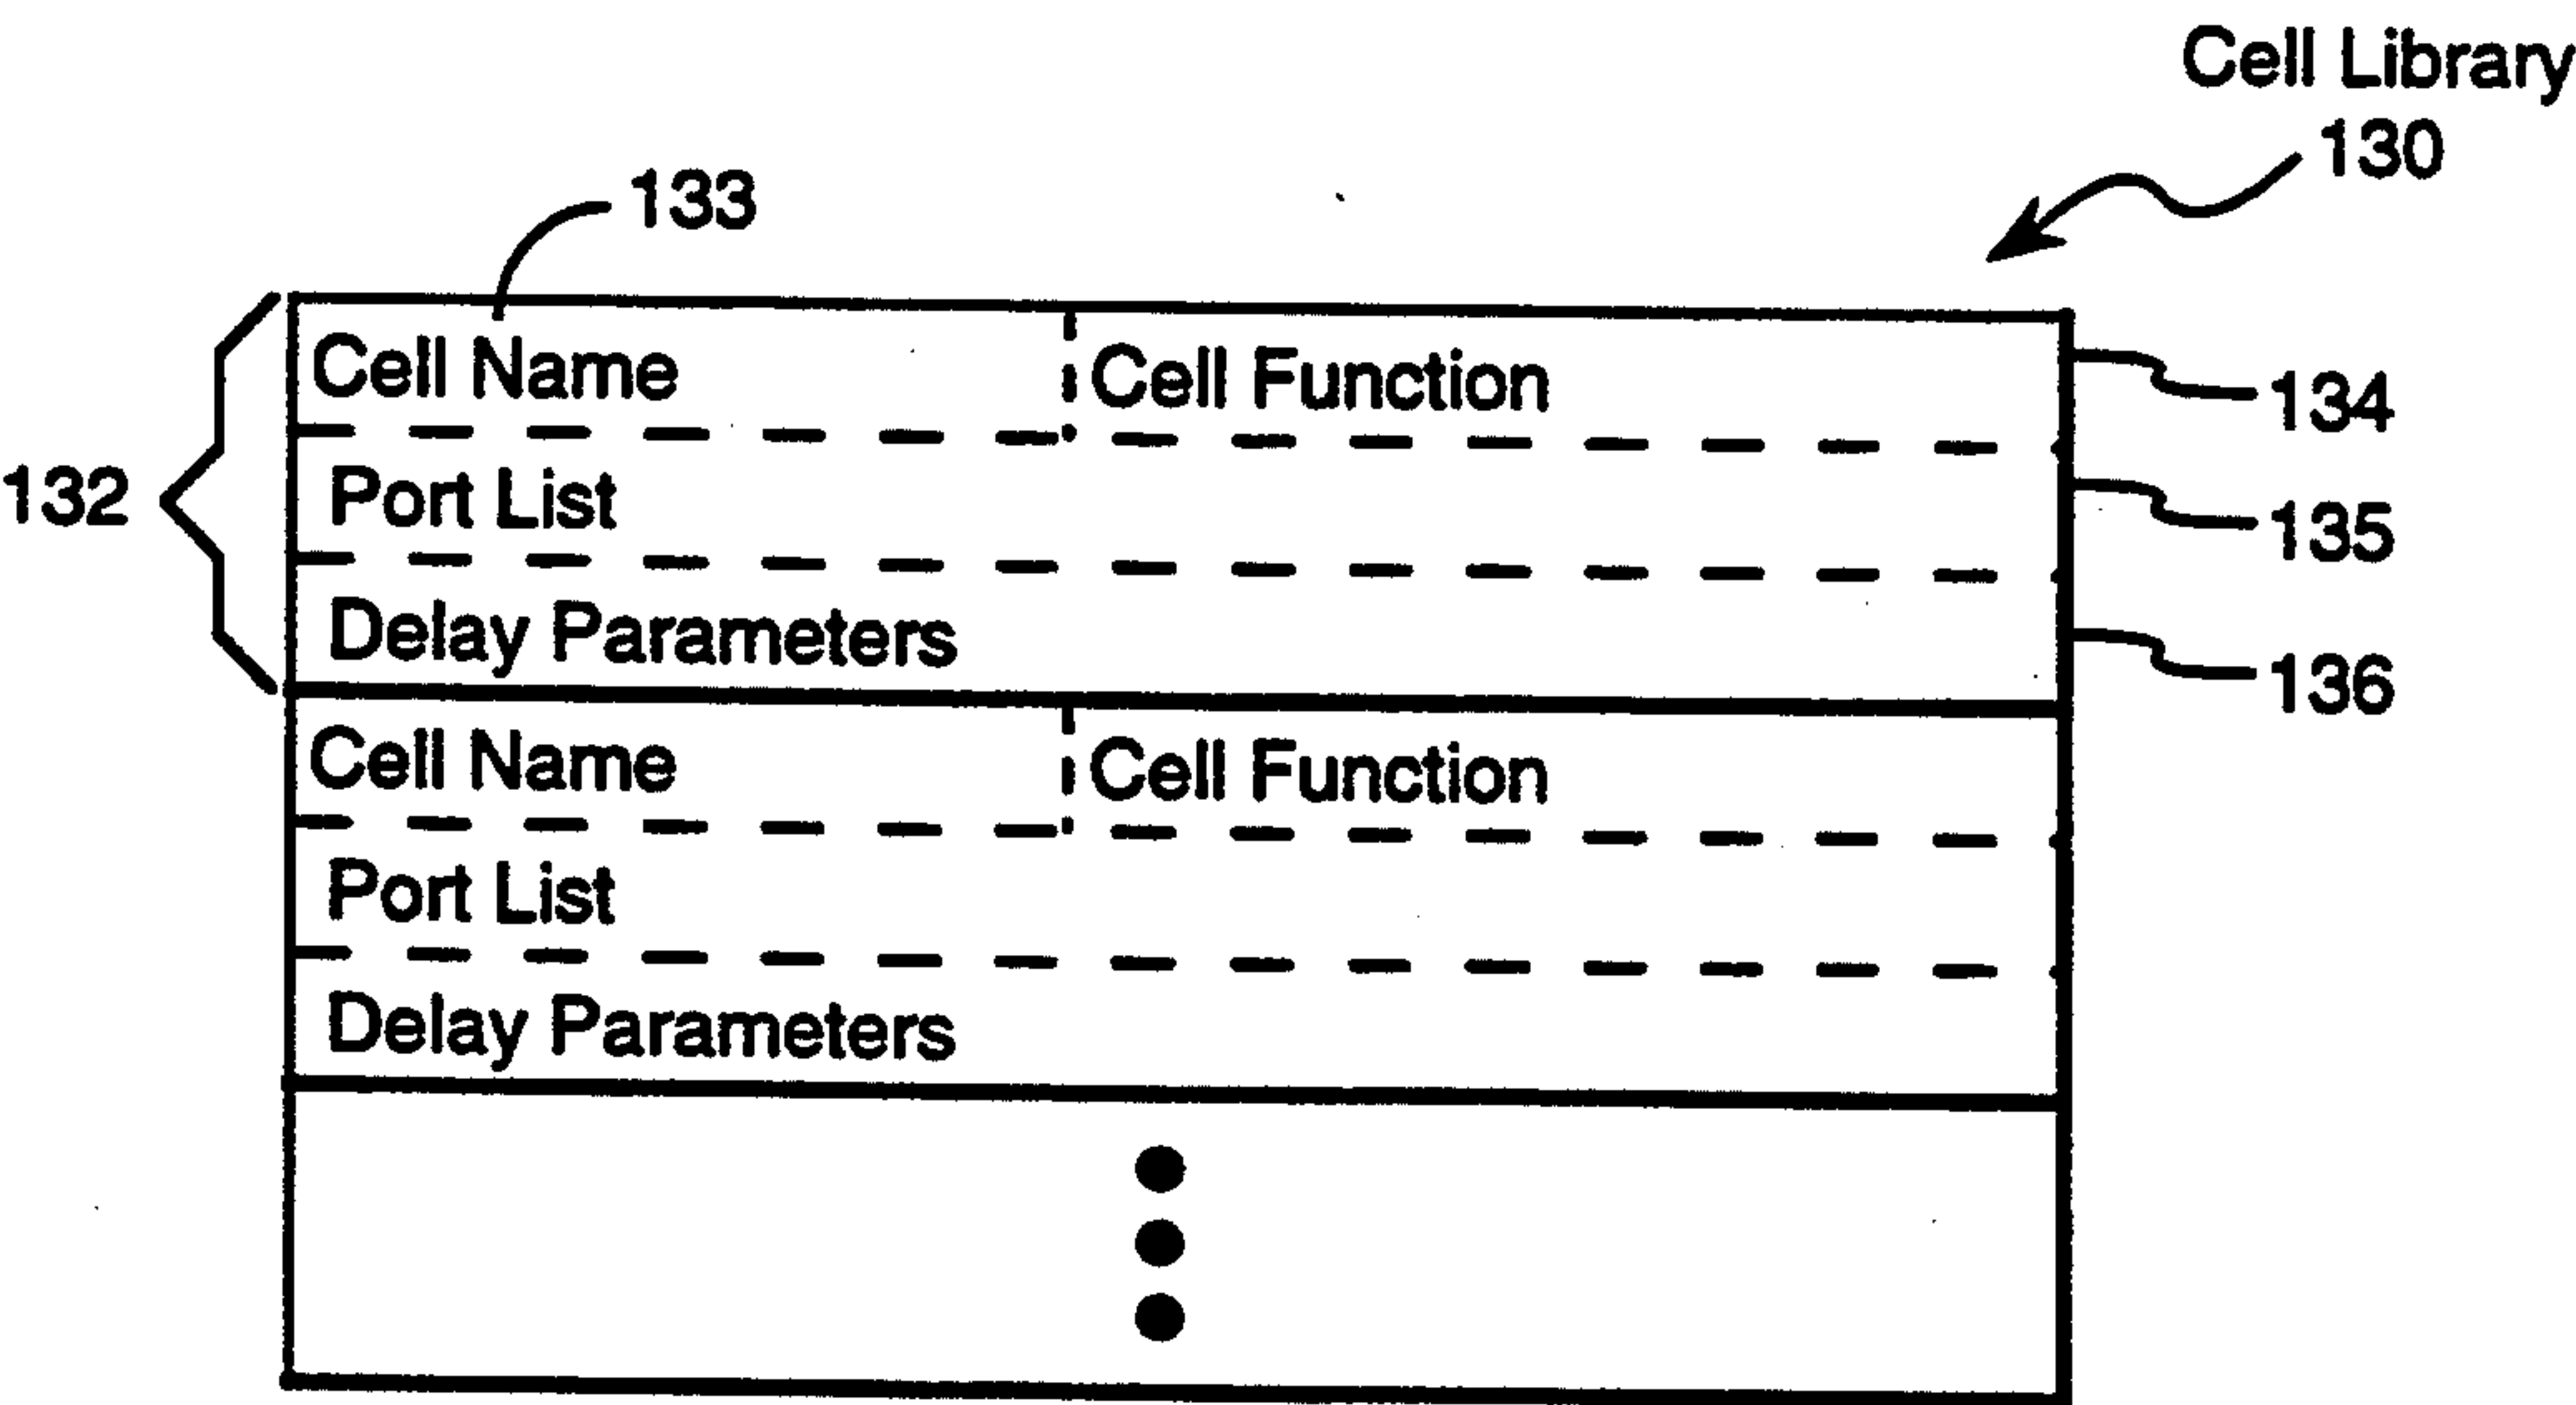 Cell Library
130
133
Cell Name Cell Function
134
132
Port List
135
Delay Parameters
136
Cell Name Cell Function
Port List
Delay Parameters